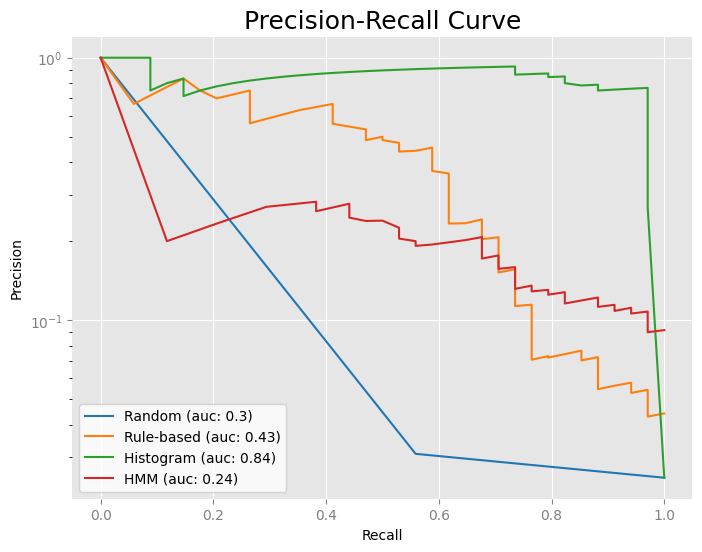 Precision-Recall Curve
10⁰
10⁻¹
Precision
Random (auc: 0.3)
Rule-based (auc: 0.43)
Histogram (auc: 0.84)
HMM (auc: 0.24)
0.0 0.2 0.4 0.6 0.8 1.0
Recall